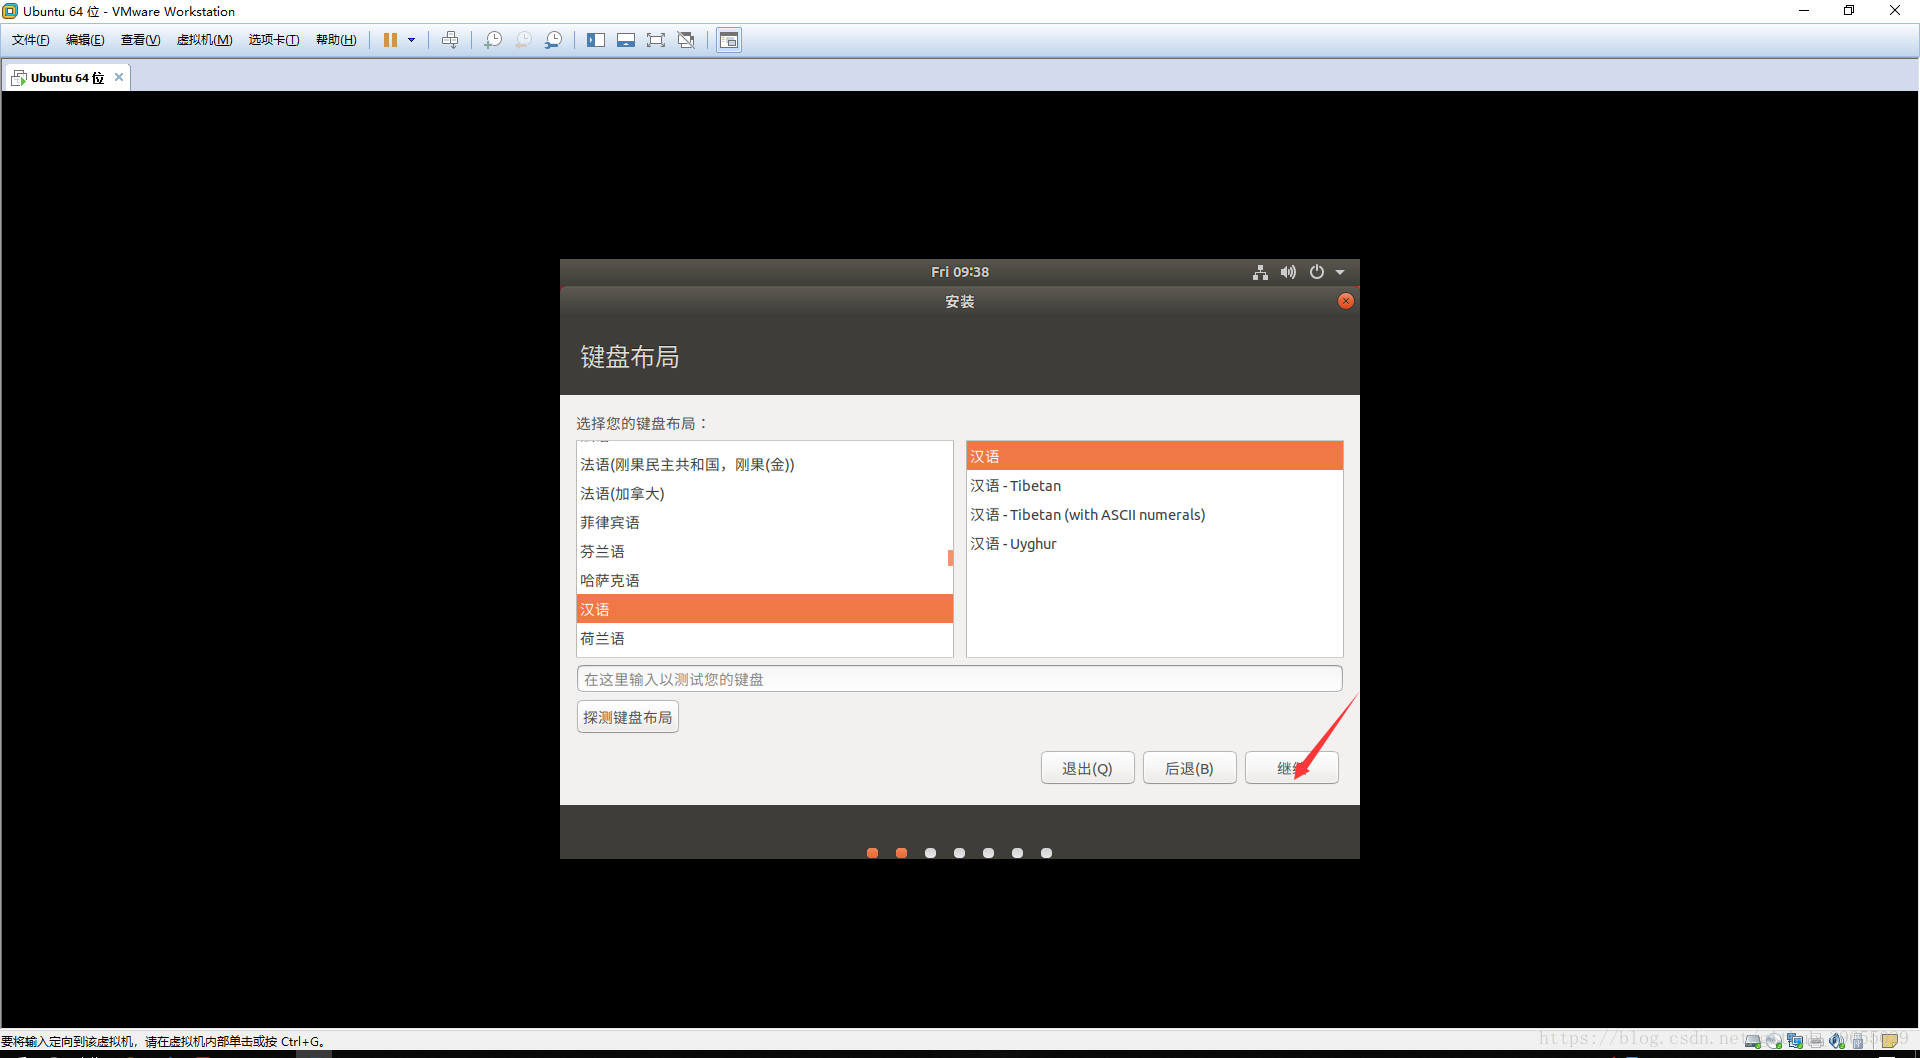 Ubuntu 64 位 - VMware Workstation
文件(F) 编辑(E) 查看(V) 虚拟机(M) 选项卡(T) 帮助(H)
Ubuntu 64 位
Fri 09:38
安装
键盘布局
选择您的键盘布局：
法语(刚果民主共和国，刚果(金))
法语(加拿大)
菲律宾语
芬兰语
哈萨克语
汉语
荷兰语
汉语
汉语 - Tibetan
汉语 - Tibetan (with ASCII numerals)
汉语 - Uyghur
在这里输入以测试您的键盘
探测键盘布局
退出(Q) 后退(B) 继续
要将输入定向到该虚拟机，请在虚拟机内部单击或按 Ctrl+G。
https://blog.csdn.net/